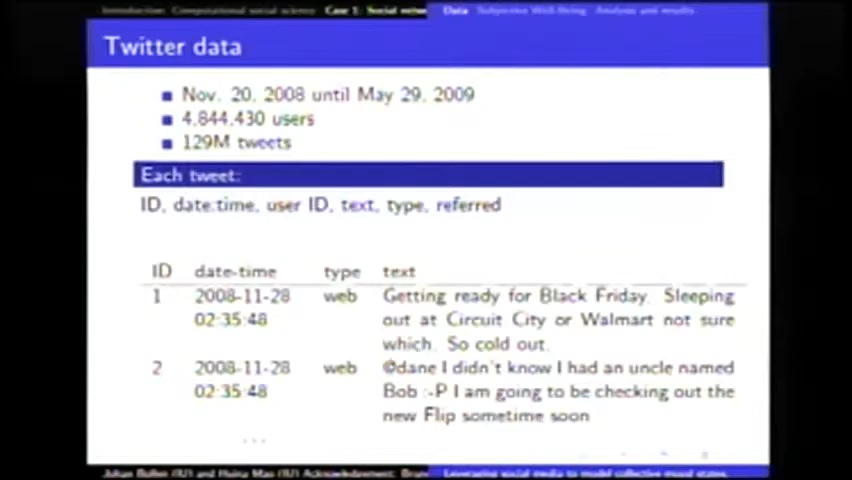 Introduction: Computational social science Case 1: Social netw Data Subjective Well-Being Analysis and results
Twitter data
Nov. 20, 2008 until May 29, 2009
4,844,430 users
129M tweets
Each tweet:
ID, date:time, user ID, text, type, referred
ID date-time type text
1 2008-11-28 web Getting ready for Black Friday. Sleeping
02:35:48 out at Circuit City or Walmart not sure
which. So cold out.
2 2008-11-28 web @dane I didn't know I had an uncle named
02:35:48 Bob :-P I am going to be checking out the
new Flip sometime soon
...
Johan Bollen (IU) and Huina Mao (IU) Acknowledgement: Leveraging social media to model collective mood states.